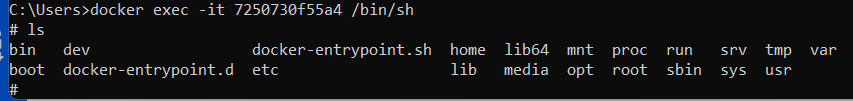 C:\Users>docker exec -it 7250730f55a4 /bin/sh
# ls
bin   dev                  docker-entrypoint.sh  home  lib64  mnt  proc  run   srv  tmp  var
boot  docker-entrypoint.d  etc                   lib   media  opt  root  sbin  sys  usr
#